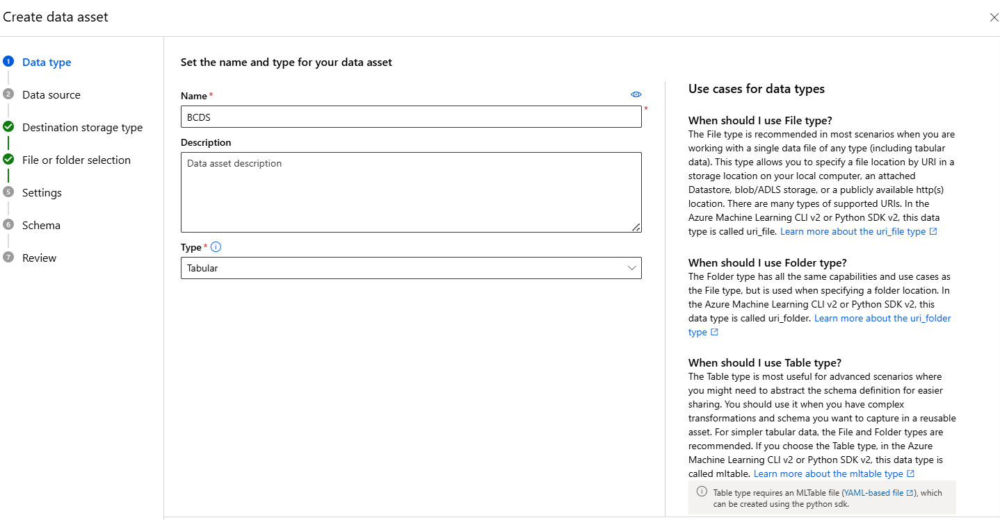 Create data asset
1 Data type
2 Data source
Destination storage type
File or folder selection
5 Settings
6 Schema
7 Review
Set the name and type for your data asset
Name *
BCDS
*
Description
Data asset description
Type *
Tabular
Use cases for data types
When should I use File type?
The File type is recommended in most scenarios when you are
working with a single data file of any type (including tabular
data). This type allows you to specify a file location by URI in a
storage location on your local computer, an attached
Datastore, blob/ADLS storage, or a publicly available http(s)
location. There are many types of supported URIs. In the
Azure Machine Learning CLI v2 or Python SDK v2, this data
type is called uri_file. Learn more about the uri_file type
When should I use Folder type?
The Folder type has all the same capabilities and use cases as
the File type, but is used when specifying a folder location. In
the Azure Machine Learning CLI v2 or Python SDK v2, this
data type is called uri_folder. Learn more about the uri_folder
type
When should I use Table type?
The Table type is most useful for advanced scenarios where
you might need to abstract the schema definition for easier
sharing. You should use it when you have complex
transformations and schema you want to capture in a reusable
asset. For simpler tabular data, the File and Folder types are
recommended. If you choose the Table type, in the Azure
Machine Learning CLI v2 or Python SDK v2, this data type is
called mltable. Learn more about the mltable type
Table type requires an MLTable file (YAML-based file), which
can be created using the python sdk.